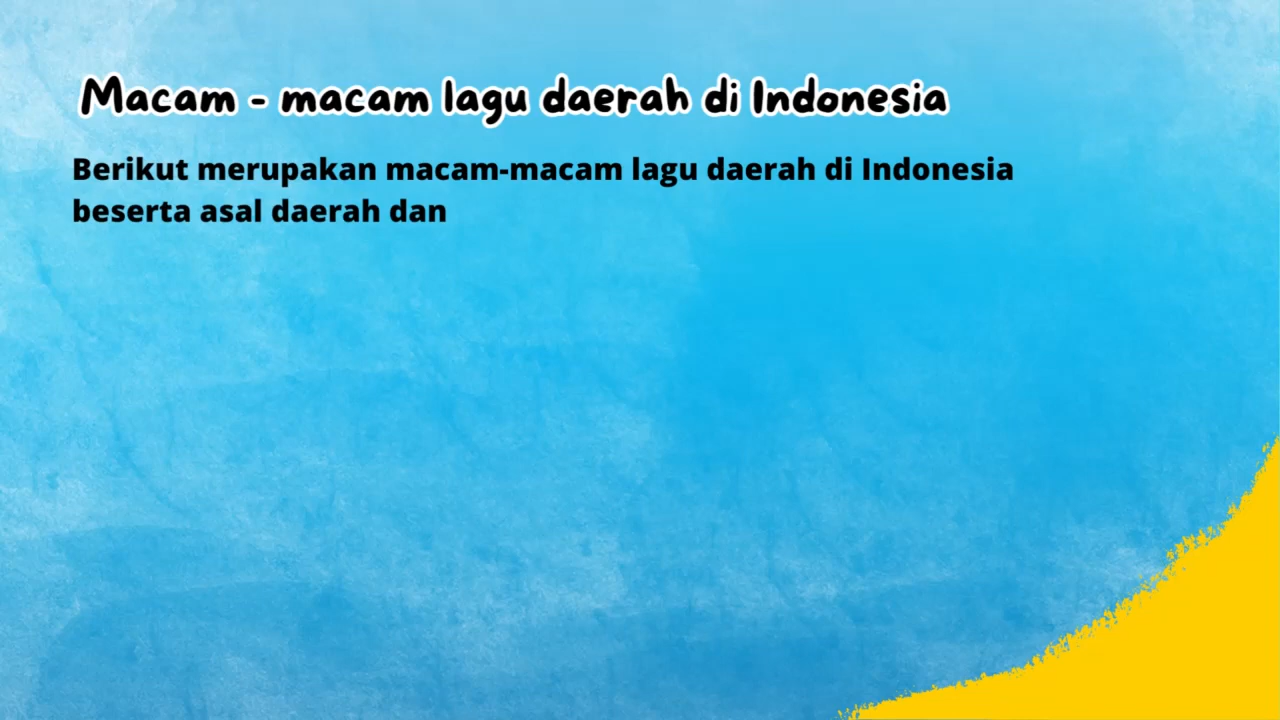 Macam - macam lagu daerah di Indonesia
Berikut merupakan macam-macam lagu daerah di Indonesia
beserta asal daerah dan